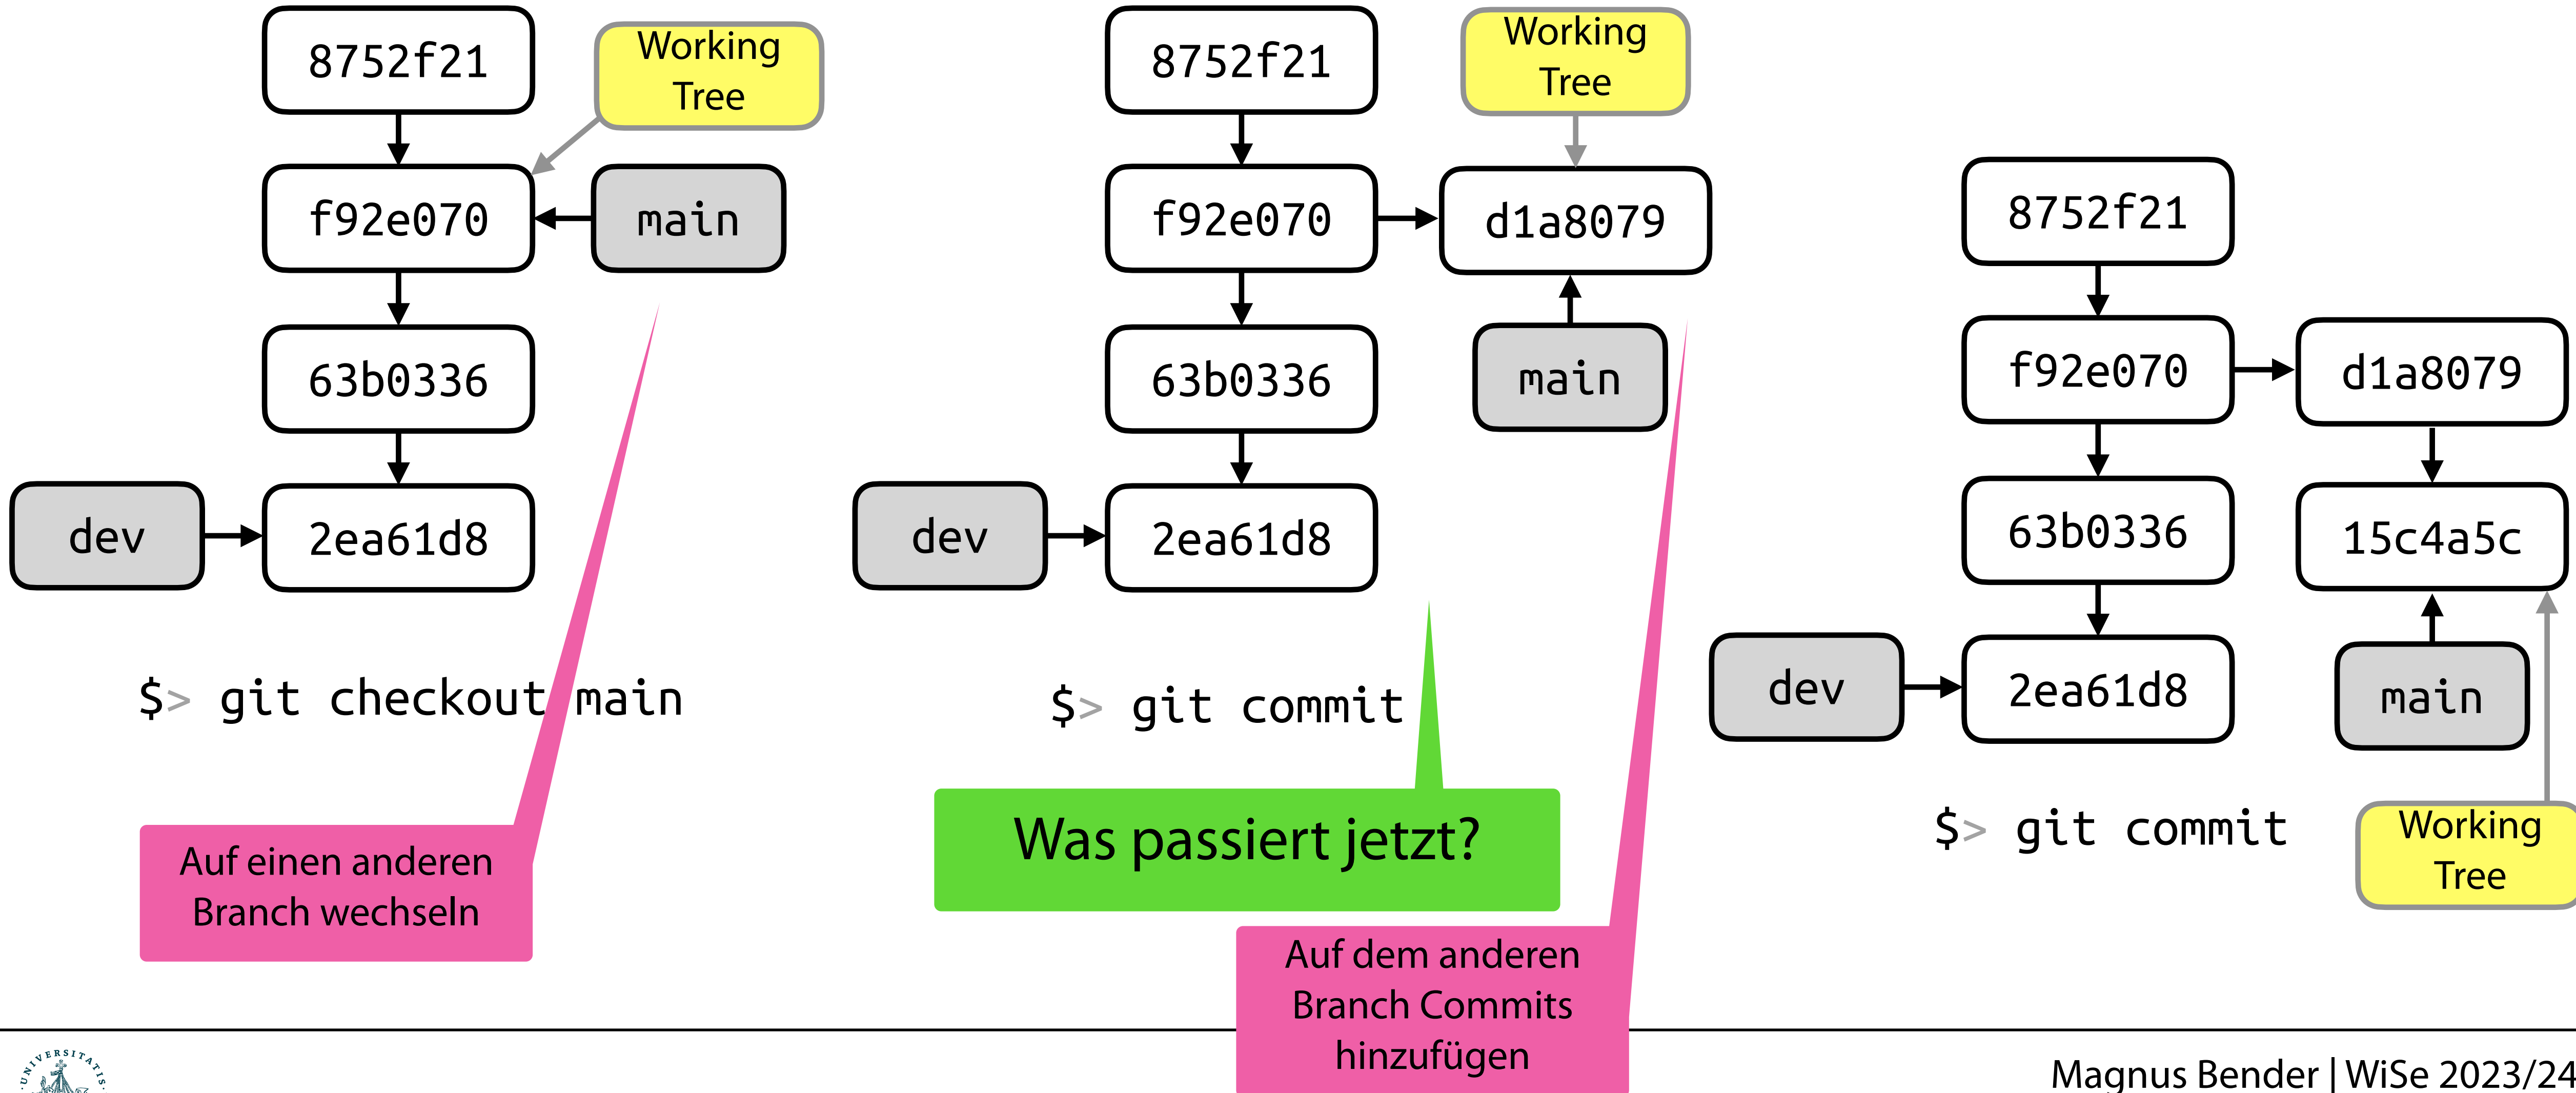 8752f21
Working
Tree
f92e070
main
63b0336
dev
2ea61d8
$> git checkout main
Auf einen anderen
Branch wechseln
8752f21
Working
Tree
f92e070
d1a8079
63b0336
main
dev
2ea61d8
$> git commit
Was passiert jetzt?
Auf dem anderen
Branch Commits
hinzufügen
8752f21
f92e070
d1a8079
63b0336
15c4a5c
dev
2ea61d8
main
$> git commit
Working
Tree
UNIVERSITATIS
Magnus Bender | WiSe 2023/24